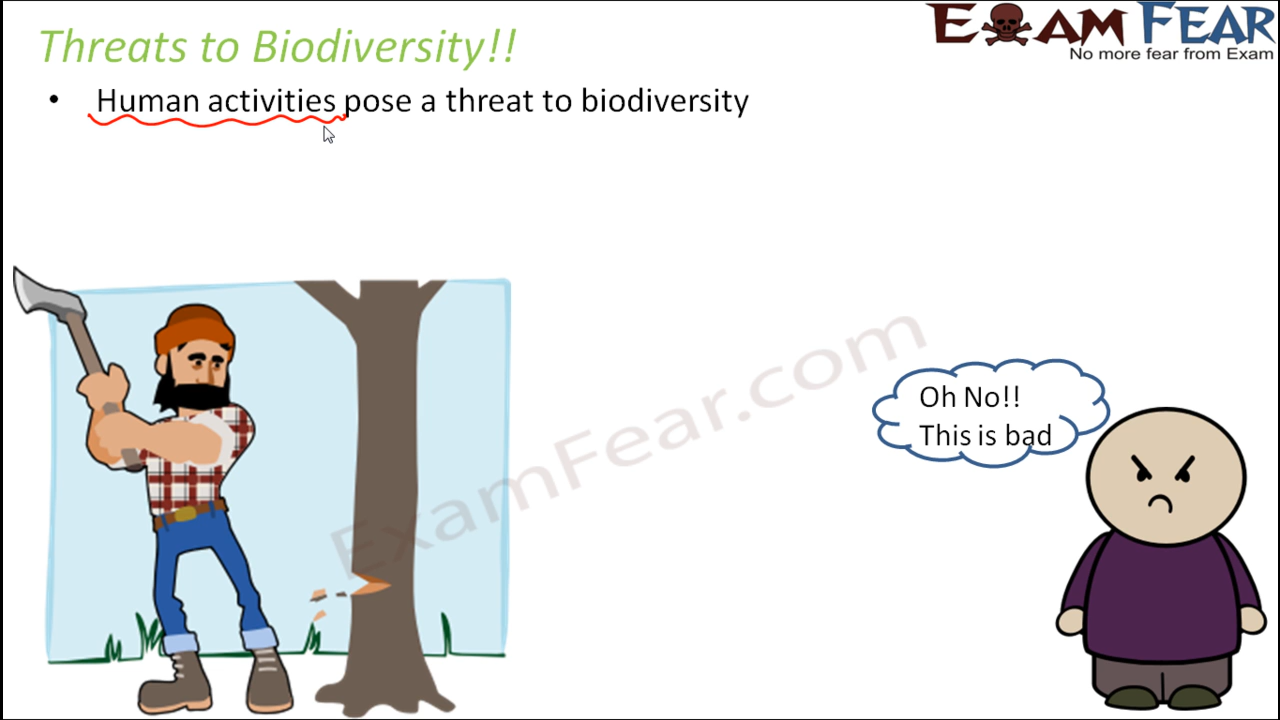 Threats to Biodiversity!!
EXAM FEAR
No more fear from Exam
• Human activities pose a threat to biodiversity
ExamFear.com
Oh No!!
This is bad